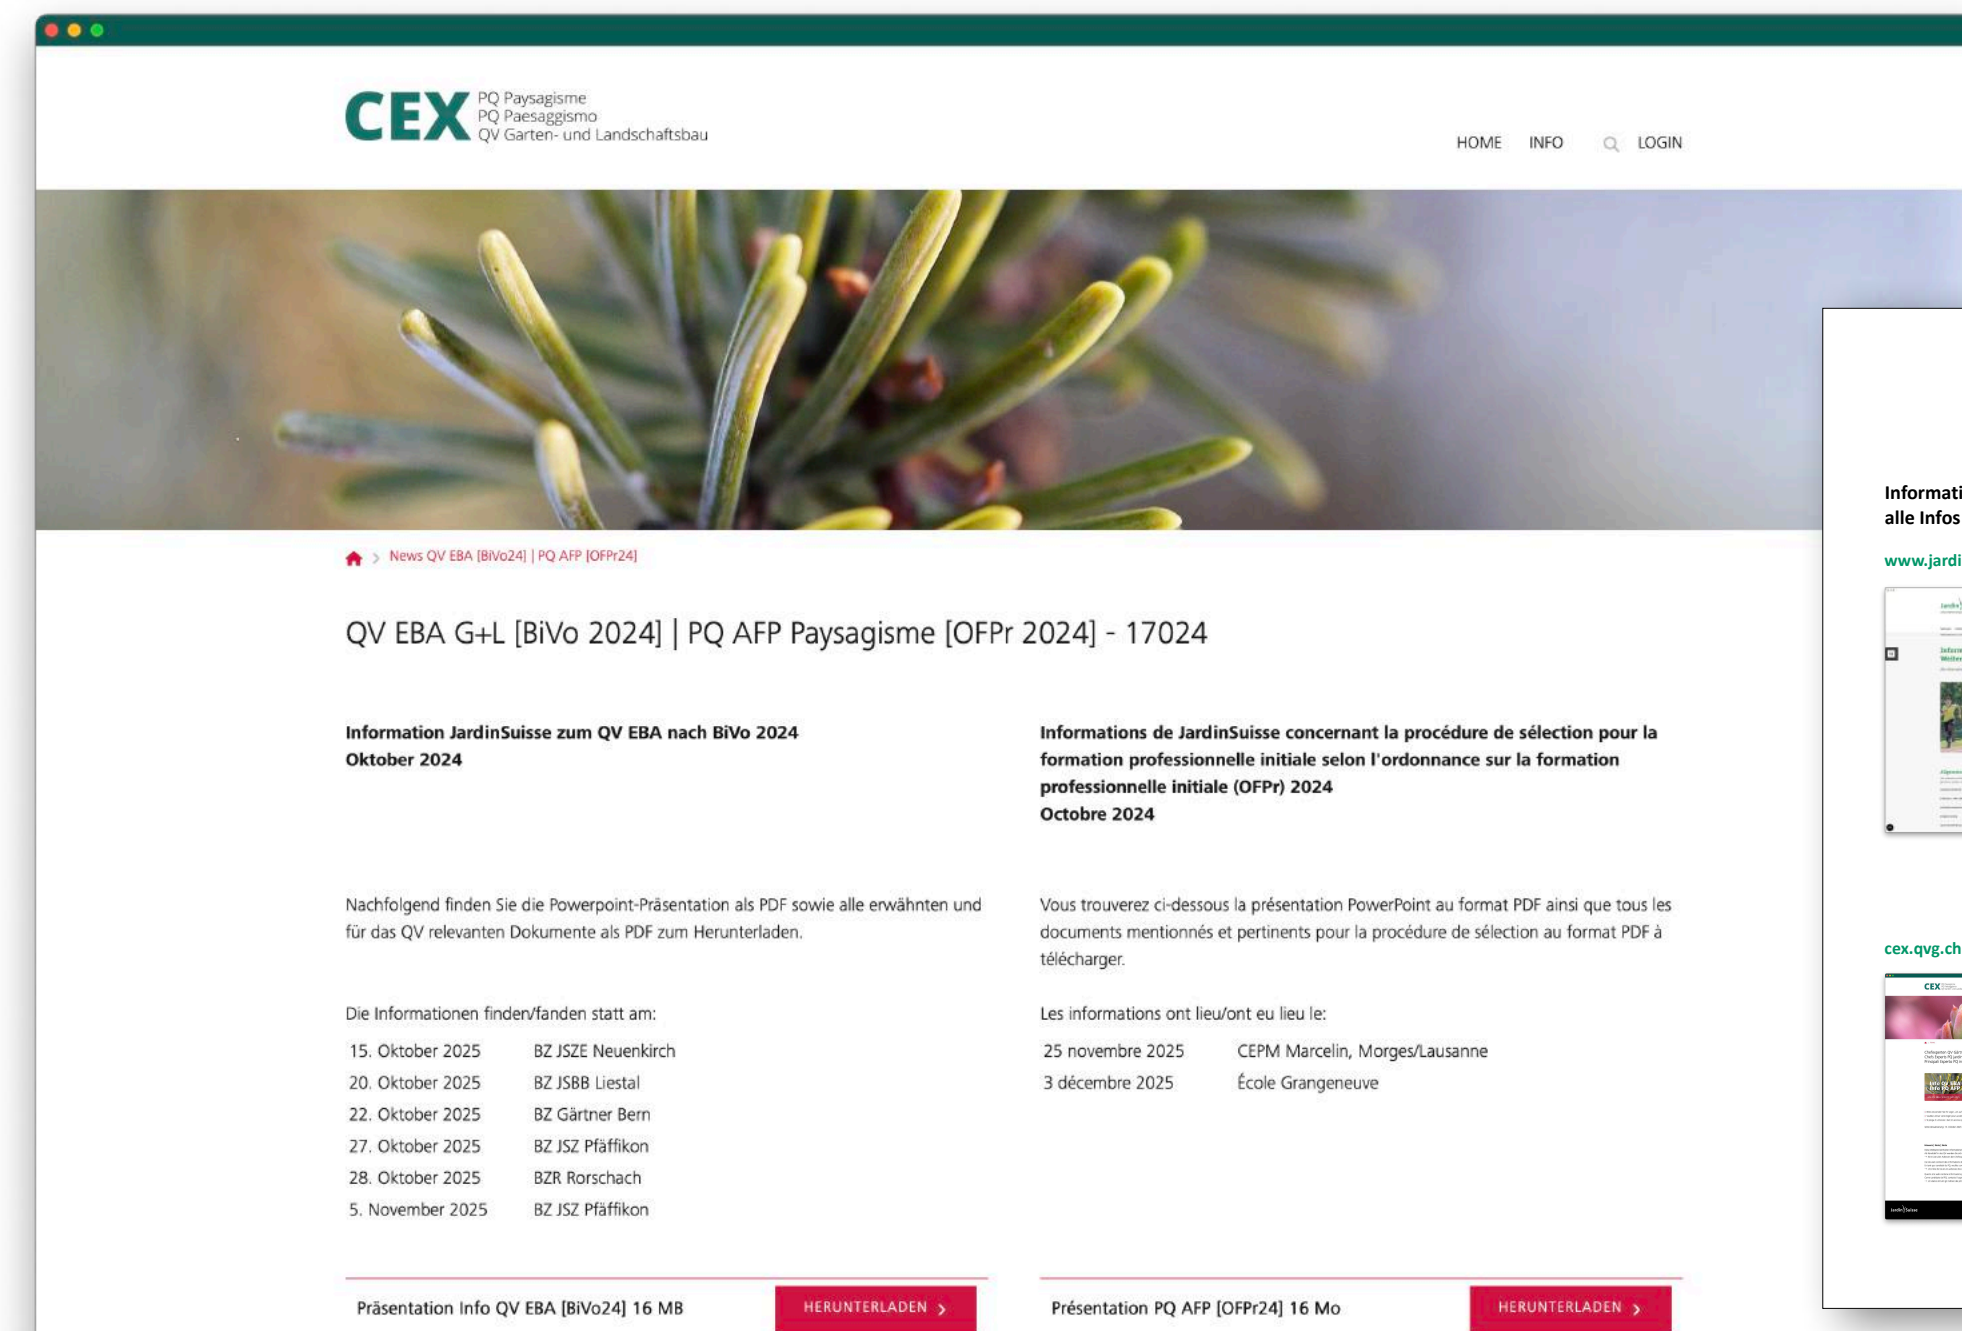 CEX
PQ Paysagisme
PQ Paesaggismo
QV Garten- und Landschaftsbau
HOME INFO LOGIN
News QV EBA [BiVo24] | PQ AFP [OFPr24]
QV EBA G+L [BiVo 2024] | PQ AFP Paysagisme [OFPr 2024] - 17024
Information JardinSuisse zum QV EBA nach BiVo 2024
Oktober 2024
Nachfolgend finden Sie die Powerpoint-Präsentation als PDF sowie alle erwähnten und
für das QV relevanten Dokumente als PDF zum Herunterladen.
Die Informationen finden/fanden statt am:
15. Oktober 2025 BZ JSZE Neuenkirch
20. Oktober 2025 BZ JSBB Liestal
22. Oktober 2025 BZ Gärtner Bern
27. Oktober 2025 BZ JSZ Pfäffikon
28. Oktober 2025 BZR Rorschach
5. November 2025 BZ JSZ Pfäffikon
Präsentation Info QV EBA [BiVo24] 16 MB
HERUNTERLADEN
Informations de JardinSuisse concernant la procédure de sélection pour la
formation professionnelle initiale selon l'ordonnance sur la formation
professionnelle initiale (OFPr) 2024
Octobre 2024
Vous trouverez ci-dessous la présentation PowerPoint au format PDF ainsi que tous les
documents mentionnés et pertinents pour la procédure de sélection au format PDF à
télécharger.
Les informations ont lieu/ont eu lieu le:
25 novembre 2025 CEPM Marcelin, Morges/Lausanne
3 décembre 2025 École Grangeneuve
Présentation PQ AFP [OFPr24] 16 Mo
HERUNTERLADEN
Informati
alle Infos
www.jardi
cex.qvg.ch
CEX